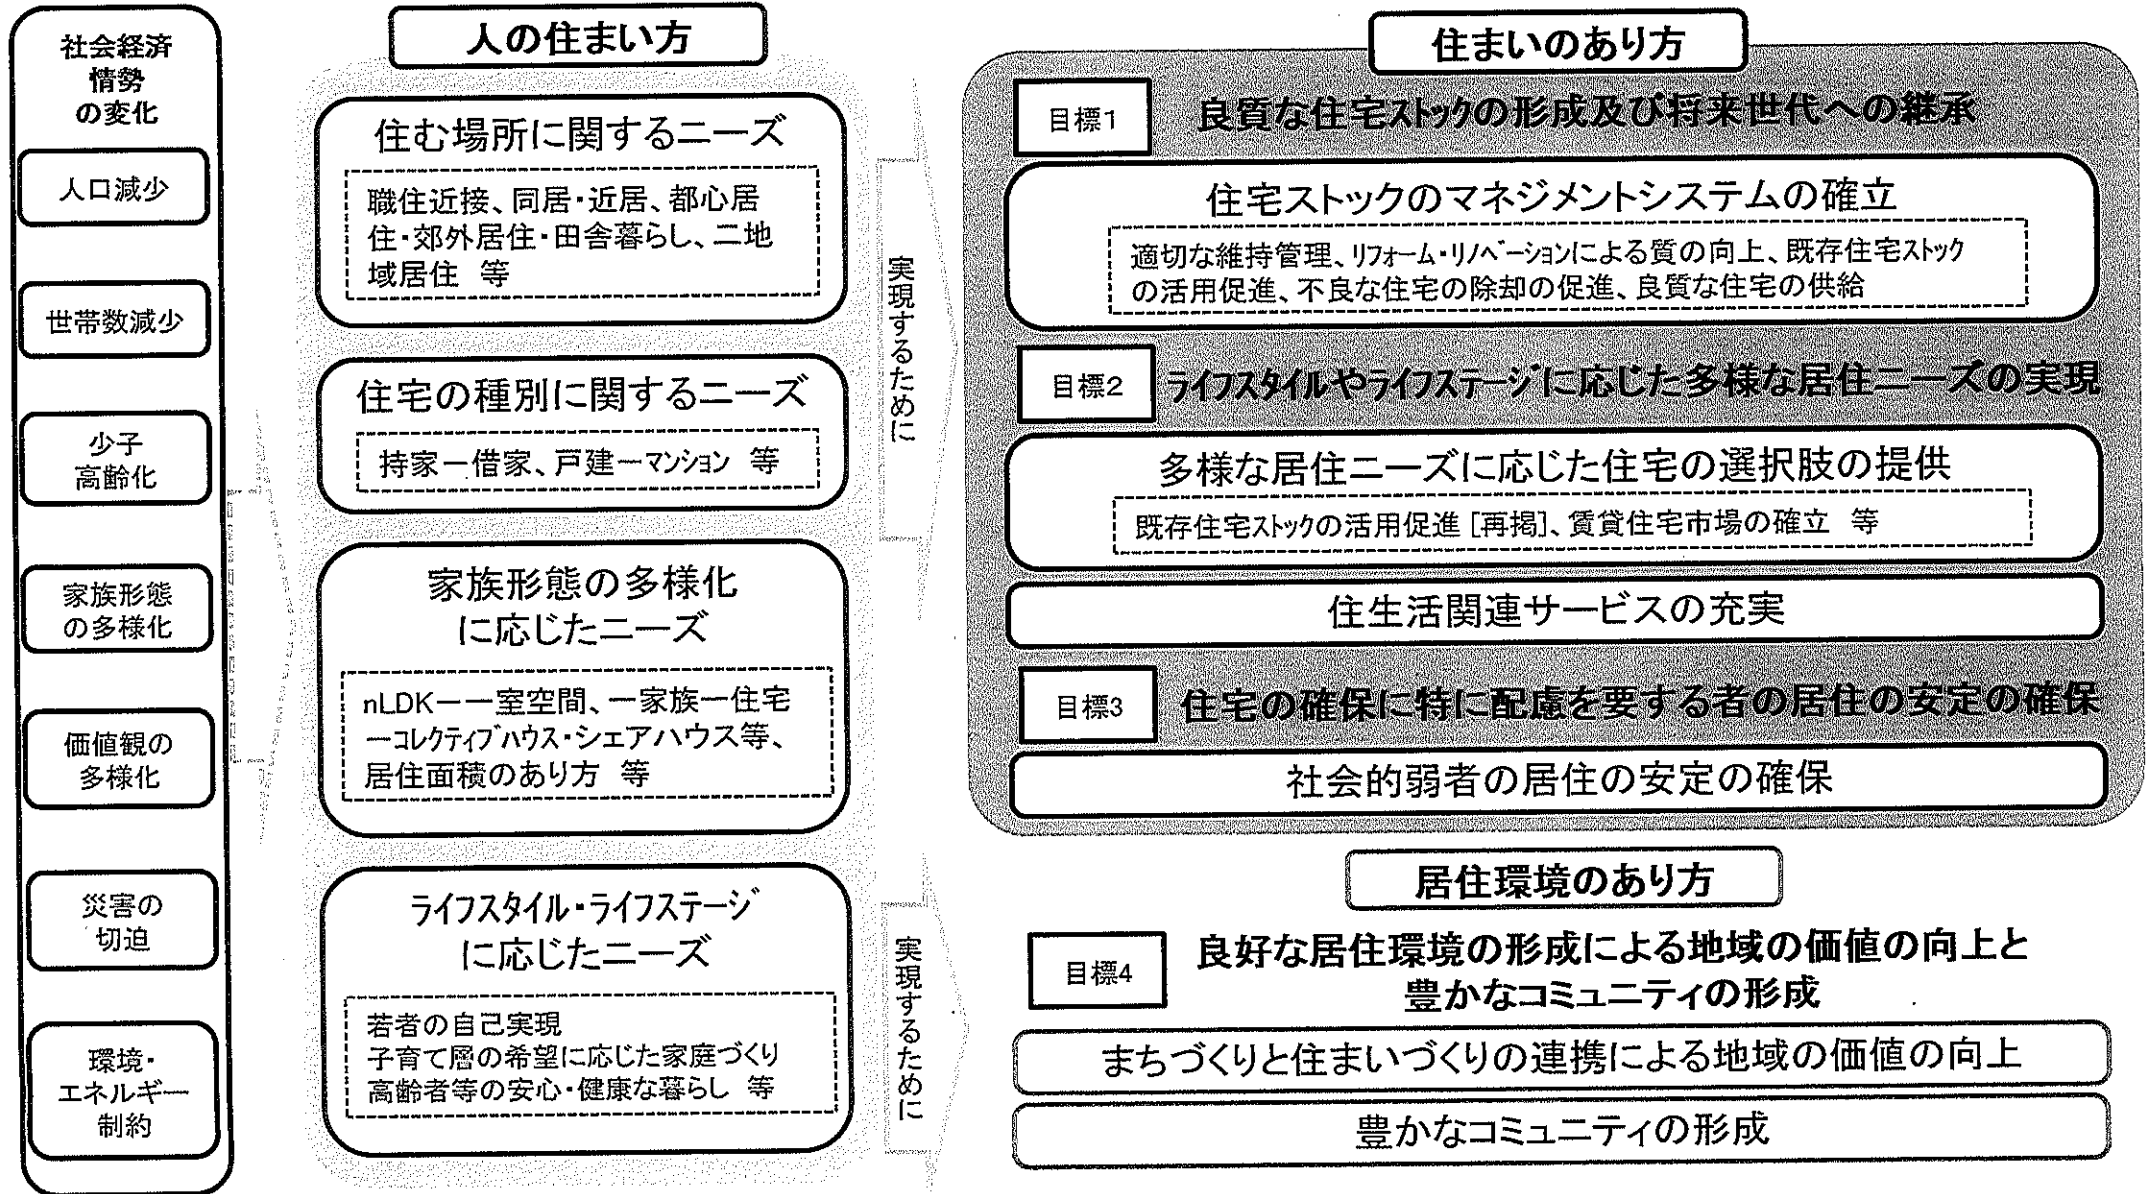 社会経済
情勢
の変化
人口減少
世帯数減少
少子
高齢化
家族形態
の多様化
価値観の
多様化
災害の
切迫
環境・
エネルギー
制約
人の住まい方
住む場所に関するニーズ
職住近接、同居・近居、都心居
住・郊外居住・田舎暮らし、二地
域居住 等
住宅の種別に関するニーズ
持家ー借家、戸建ーマンション 等
家族形態の多様化
に応じたニーズ
nLDKー一室空間、一家族一住宅
ーコレクティブハウス・シェアハウス等、
居住面積のあり方 等
ライフスタイル・ライフステージ
に応じたニーズ
若者の自己実現
子育て層の希望に応じた家庭づくり
高齢者等の安心・健康な暮らし 等
実現するために
実現するために
住まいのあり方
目標1 良質な住宅ストックの形成及び将来世代への継承
住宅ストックのマネジメントシステムの確立
適切な維持管理、リフォーム・リノベーションによる質の向上、既存住宅ストック
の活用促進、不良な住宅の除却の促進、良質な住宅の供給
目標2 ライフスタイルやライフステージに応じた多様な居住ニーズの実現
多様な居住ニーズに応じた住宅の選択肢の提供
既存住宅ストックの活用促進[再掲]、賃貸住宅市場の確立 等
住生活関連サービスの充実
目標3 住宅の確保に特に配慮を要する者の居住の安定の確保
社会的弱者の居住の安定の確保
居住環境のあり方
目標4 良好な居住環境の形成による地域の価値の向上と
豊かなコミュニティの形成
まちづくりと住まいづくりの連携による地域の価値の向上
豊かなコミュニティの形成